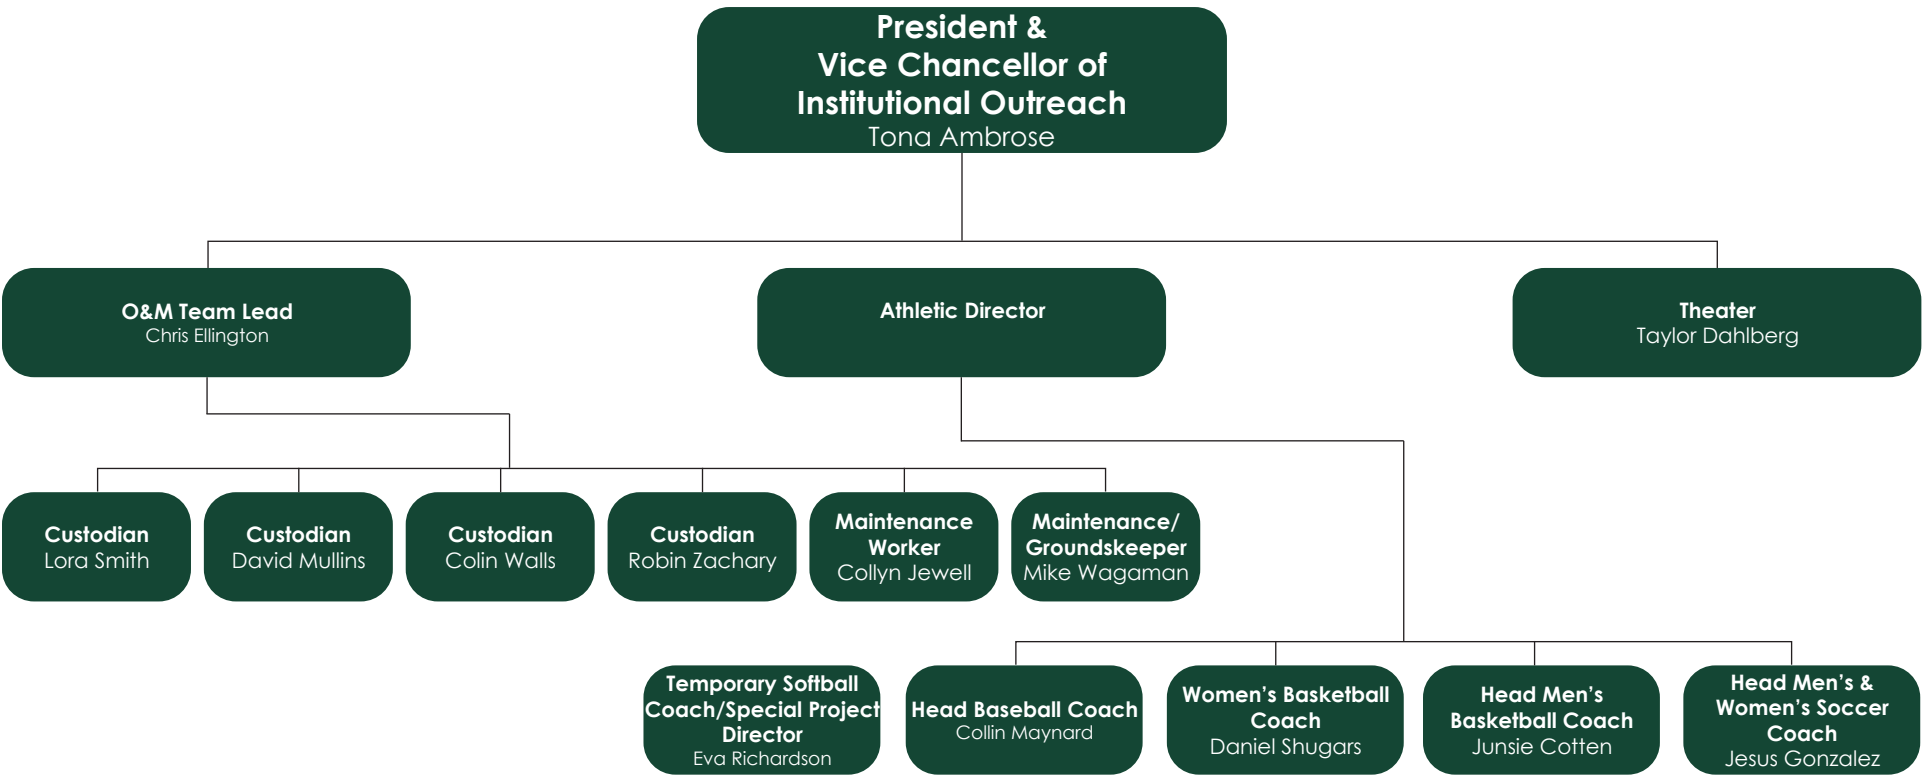 President &
Vice Chancellor of
Institutional Outreach
Tona Ambrose
O&M Team Lead
Chris Ellington
Athletic Director
Theater
Taylor Dahlberg
Custodian
Lora Smith
Custodian
David Mullins
Custodian
Colin Walls
Custodian
Robin Zachary
Maintenance
Worker
Collyn Jewell
Maintenance/
Groundskeeper
Mike Wagaman
Temporary Softball
Coach/Special Project
Director
Eva Richardson
Head Baseball Coach
Collin Maynard
Women’s Basketball
Coach
Daniel Shugars
Head Men’s
Basketball Coach
Junsie Cotten
Head Men’s &
Women’s Soccer
Coach
Jesus Gonzalez